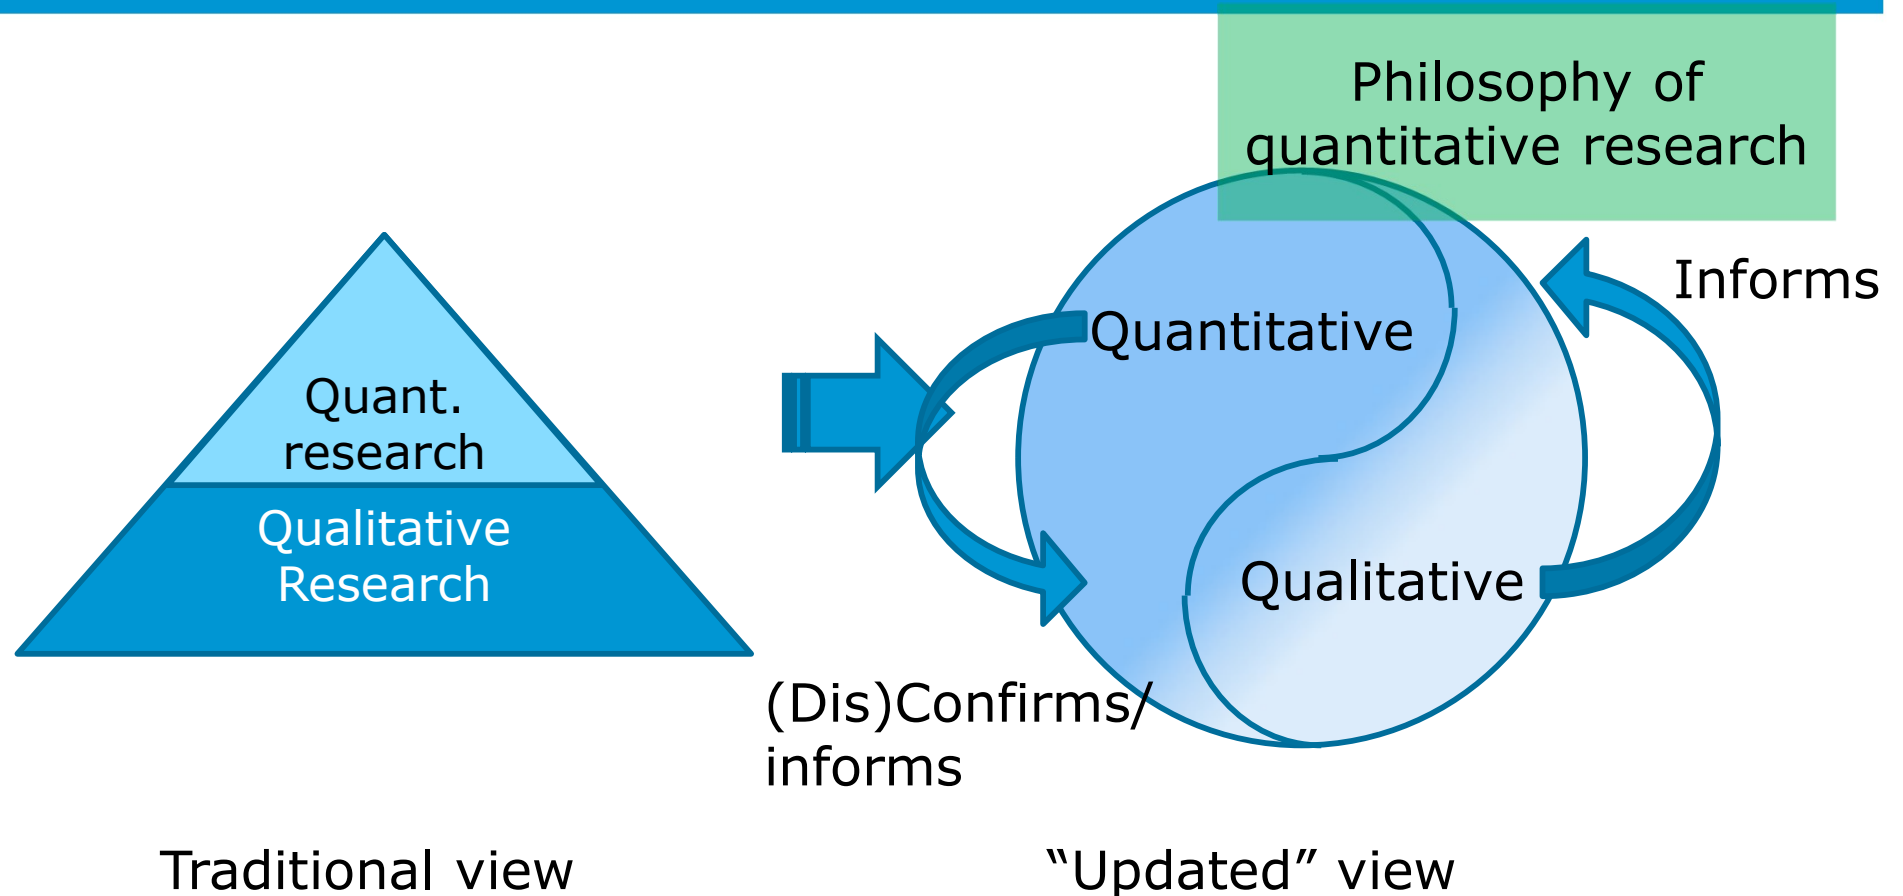 Philosophy of
quantitative research
Informs
Quantitative
Quant.
research
Qualitative
Research
Qualitative
(Dis)Confirms/
informs
Traditional view
“Updated” view